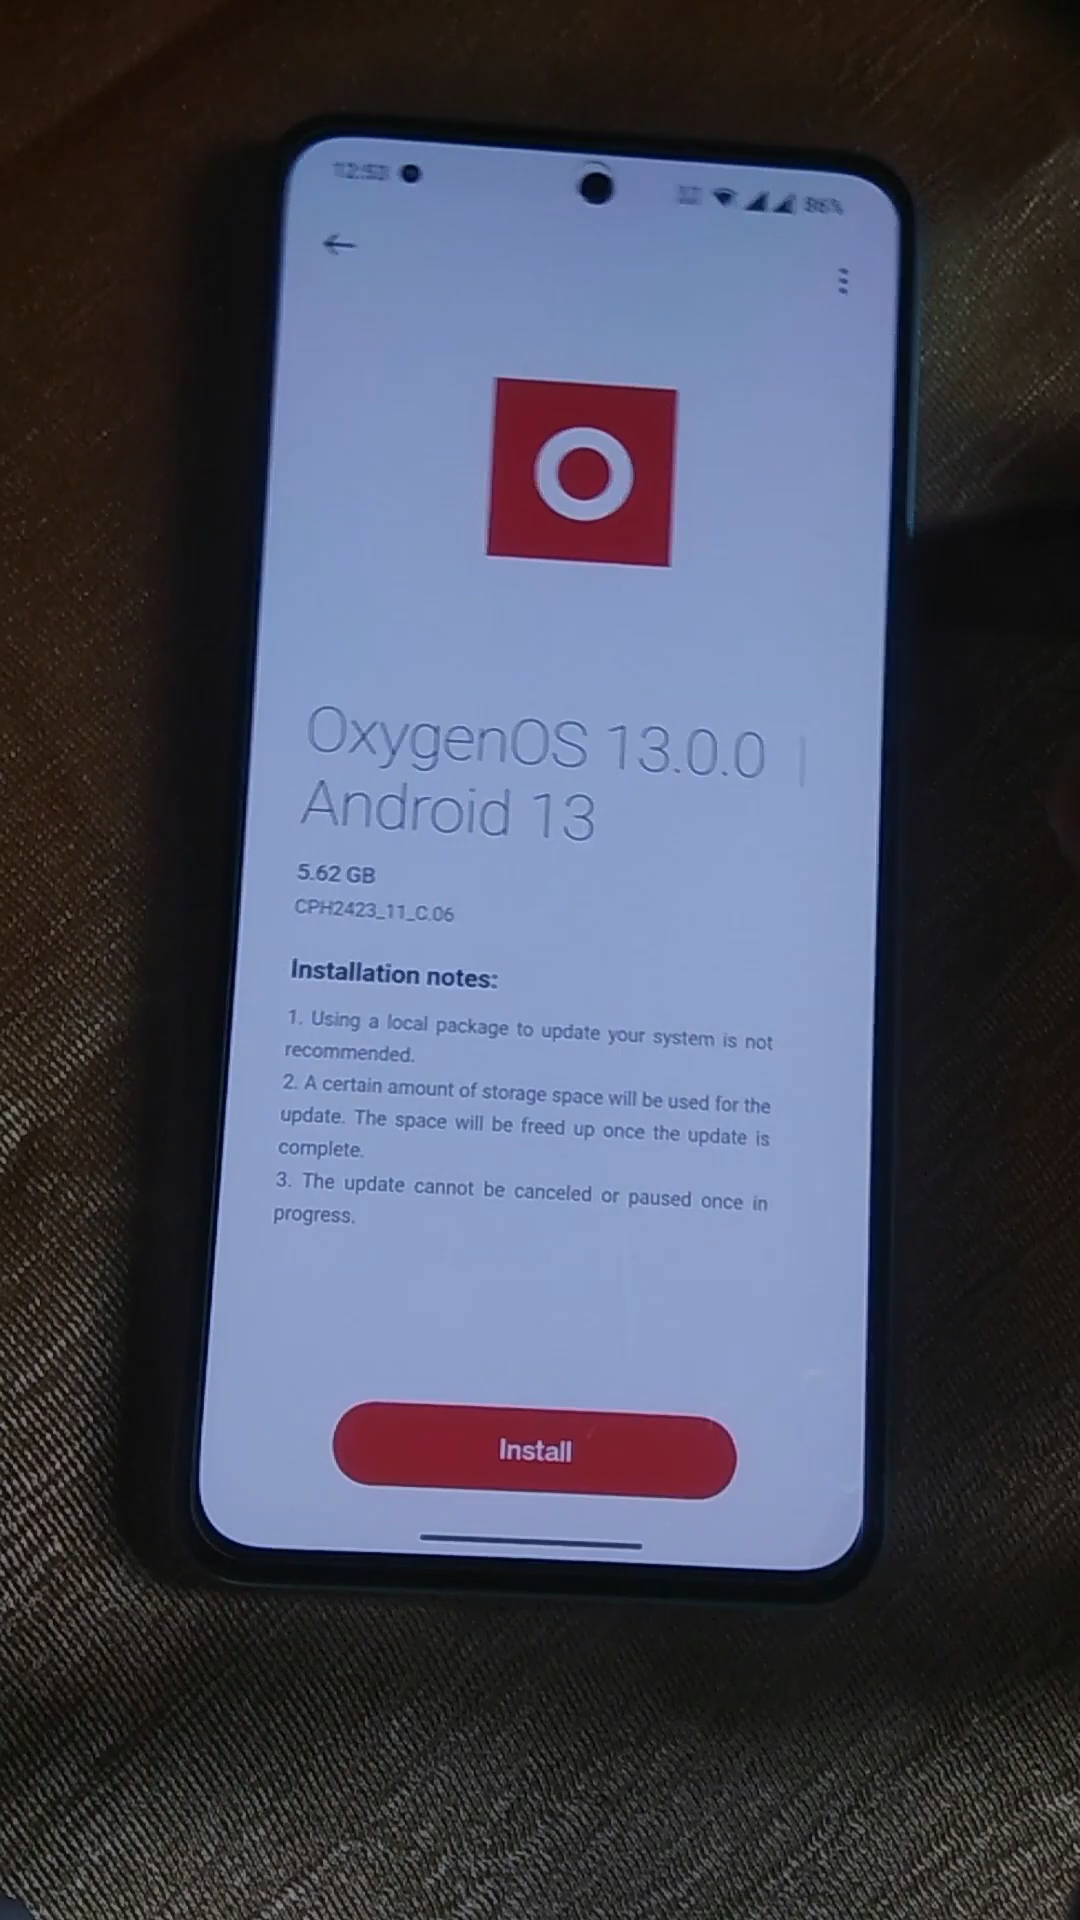 12:53
86%
OxygenOS 13.0.0 |
Android 13
5.62 GB
CPH2423_11_C.06
Installation notes:
1. Using a local package to update your system is not
recommended.
2. A certain amount of storage space will be used for the
update. The space will be freed up once the update is
complete.
3. The update cannot be canceled or paused once in
progress.
Install